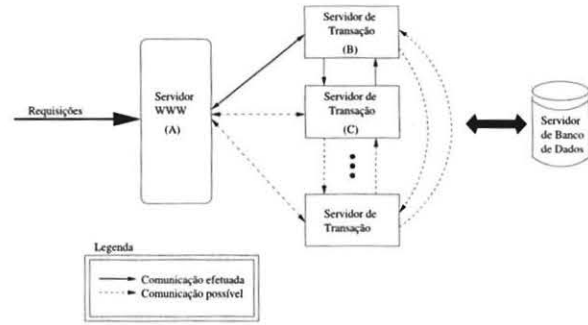 Servidor de
Transação
(B)
Servidor
WWW
(A)
Requisições
Servidor de
Transação
(C)
Servidor
de Banco
de Dados
Servidor de
Transação
Legenda
Comunicação efetuada
Comunicação possível